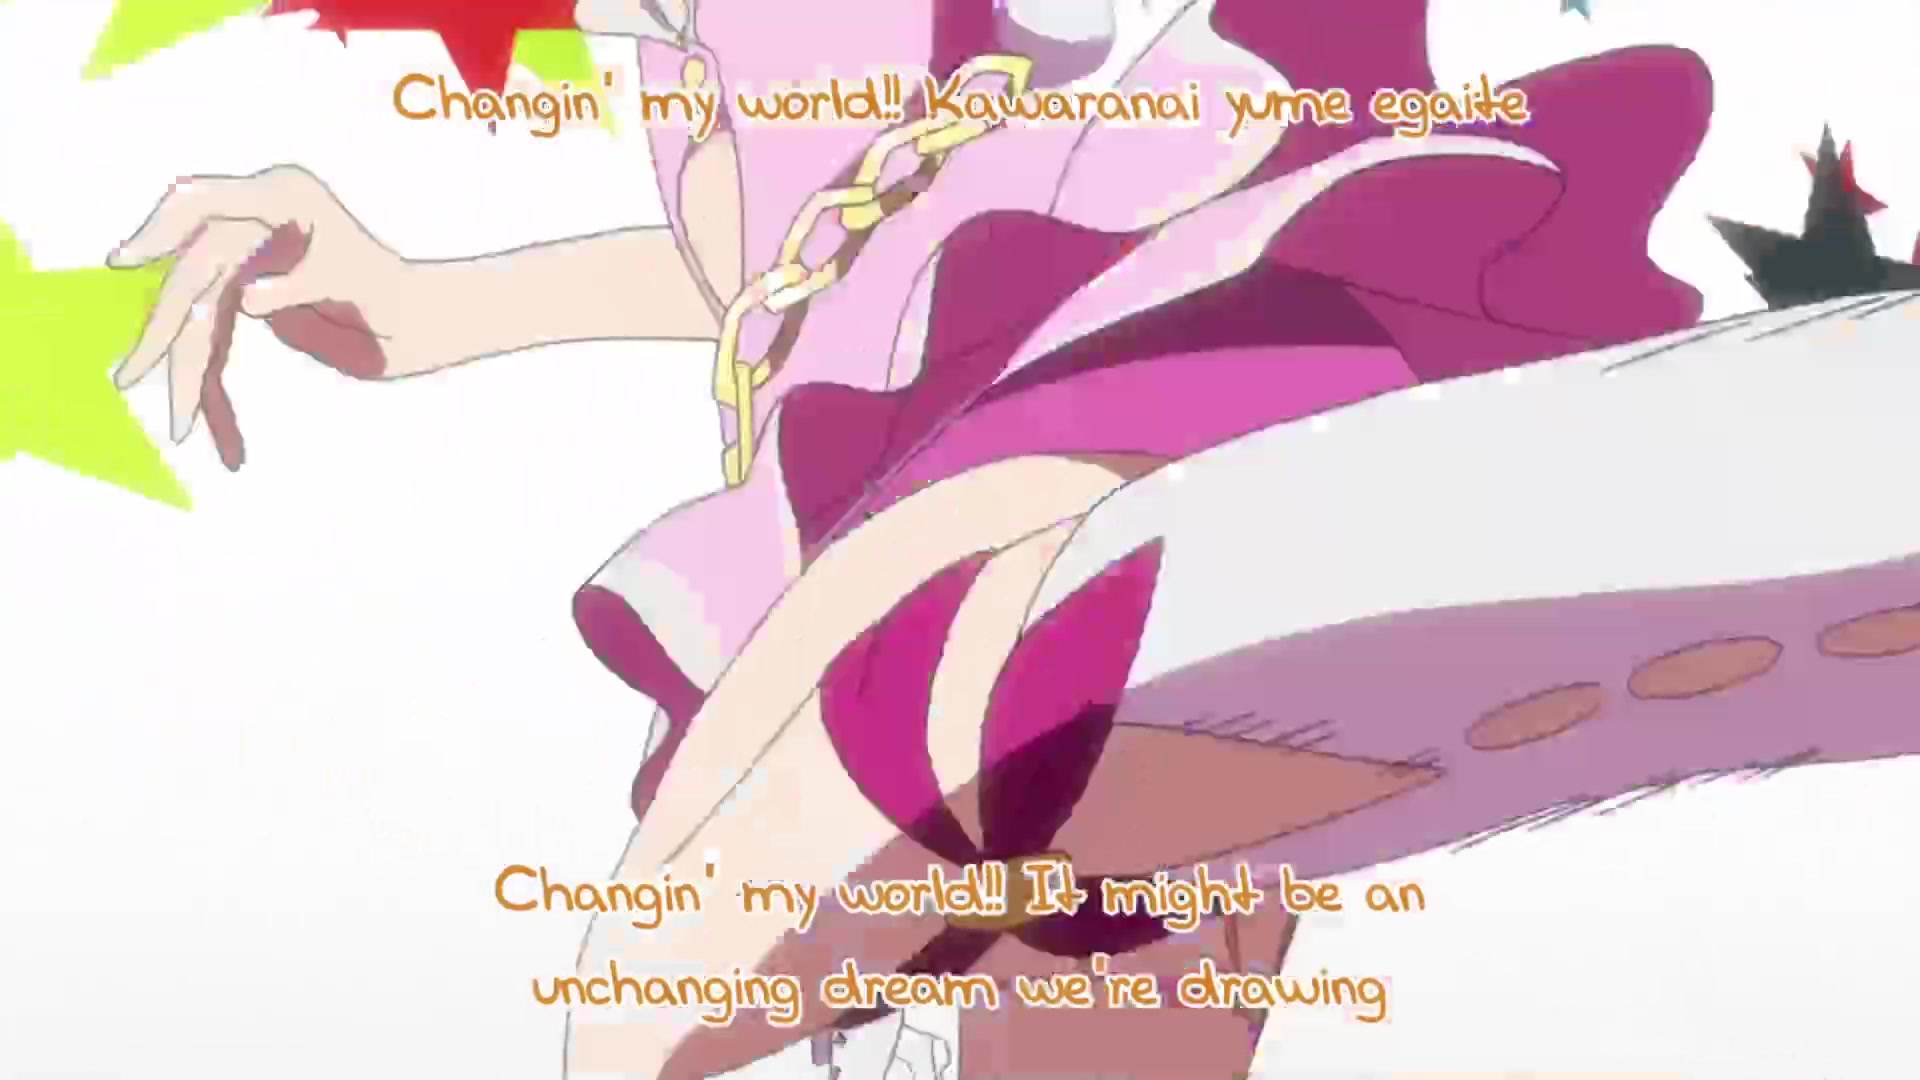 Changin' my world!! Kawaranai yume egaite
Changin' my world!! It might be an
unchanging dream we're drawing